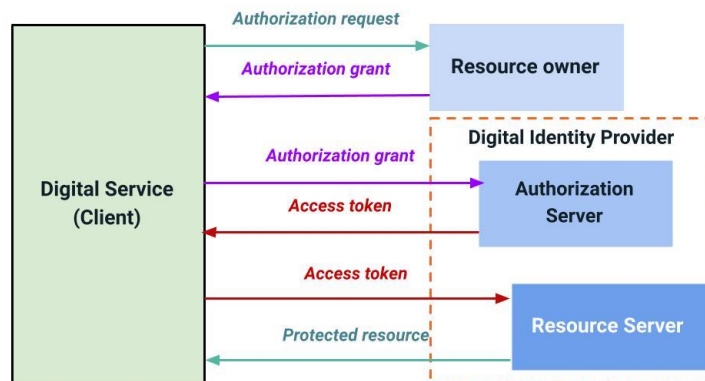 Authorization request
Resource owner
Authorization grant
Digital Identity Provider
Authorization grant
Digital Service
(Client)
Authorization
Server
Access token
Access token
Resource Server
Protected resource